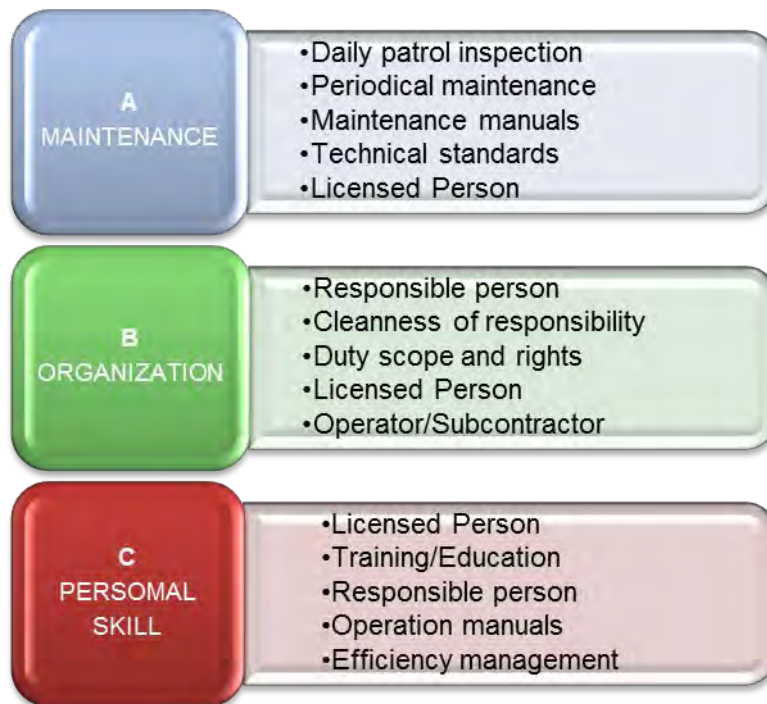 A
MAINTENANCE
•Daily patrol inspection
•Periodical maintenance
•Maintenance manuals
•Technical standards
•Licensed Person
B
ORGANIZATION
•Responsible person
•Cleanness of responsibility
•Duty scope and rights
•Licensed Person
•Operator/Subcontractor
C
PERSOMAL
SKILL
•Licensed Person
•Training/Education
•Responsible person
•Operation manuals
•Efficiency management